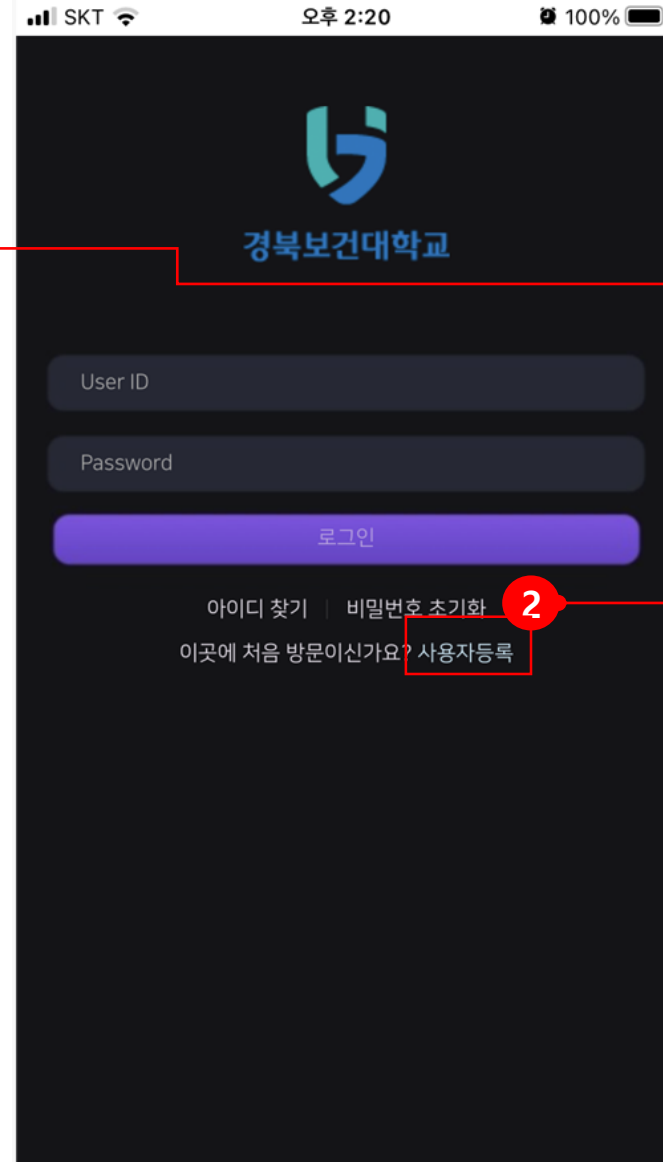 SKT 오후 2:20 100%
경북보건대학교
User ID
Password
로그인
아이디 찾기 | 비밀번호 초기화 2
이곳에 처음 방문이신가요? 사용자등록